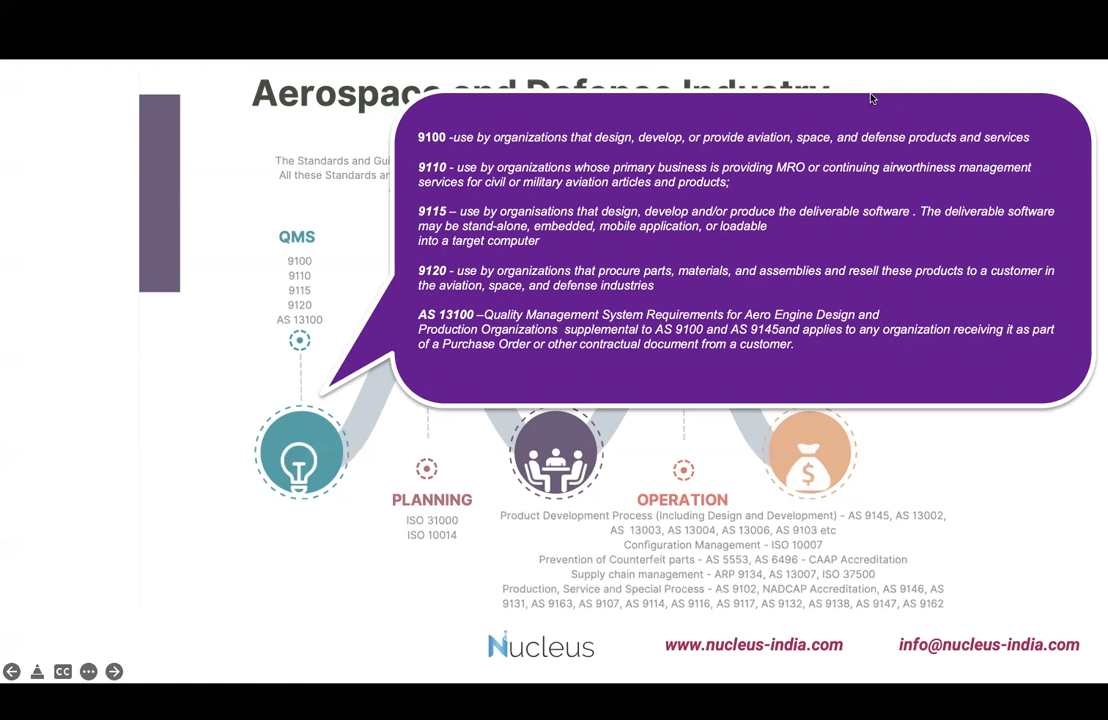 Aerospace and Defense Industry
The Standards and Gui
All these Standards ar
9100 -use by organizations that design, develop, or provide aviation, space, and defense products and services
9110 - use by organizations whose primary business is providing MRO or continuing airworthiness management
services for civil or military aviation articles and products;
9115 – use by organisations that design, develop and/or produce the deliverable software . The deliverable software
may be stand-alone, embedded, mobile application, or loadable
into a target computer
9120 - use by organizations that procure parts, materials, and assemblies and resell these products to a customer in
the aviation, space, and defense industries
AS 13100 –Quality Management System Requirements for Aero Engine Design and
Production Organizations supplemental to AS 9100 and AS 9145and applies to any organization receiving it as part
of a Purchase Order or other contractual document from a customer.
QMS
9100
9110
9115
9120
AS 13100
PLANNING
ISO 31000
ISO 10014
OPERATION
Product Development Process (Including Design and Development) - AS 9145, AS 13002,
AS 13003, AS 13004, AS 13006, AS 9103 etc
Configuration Management - ISO 10007
Prevention of Counterfeit parts - AS 5553, AS 6496 - CAAP Accreditation
Supply chain management - ARP 9134, AS 13007, ISO 37500
Production, Service and Special Process - AS 9102, NADCAP Accreditation, AS 9146, AS
9131, AS 9163, AS 9107, AS 9114, AS 9116, AS 9117, AS 9132, AS 9138, AS 9147, AS 9162
Nucleus
www.nucleus-india.com
info@nucleus-india.com
CC